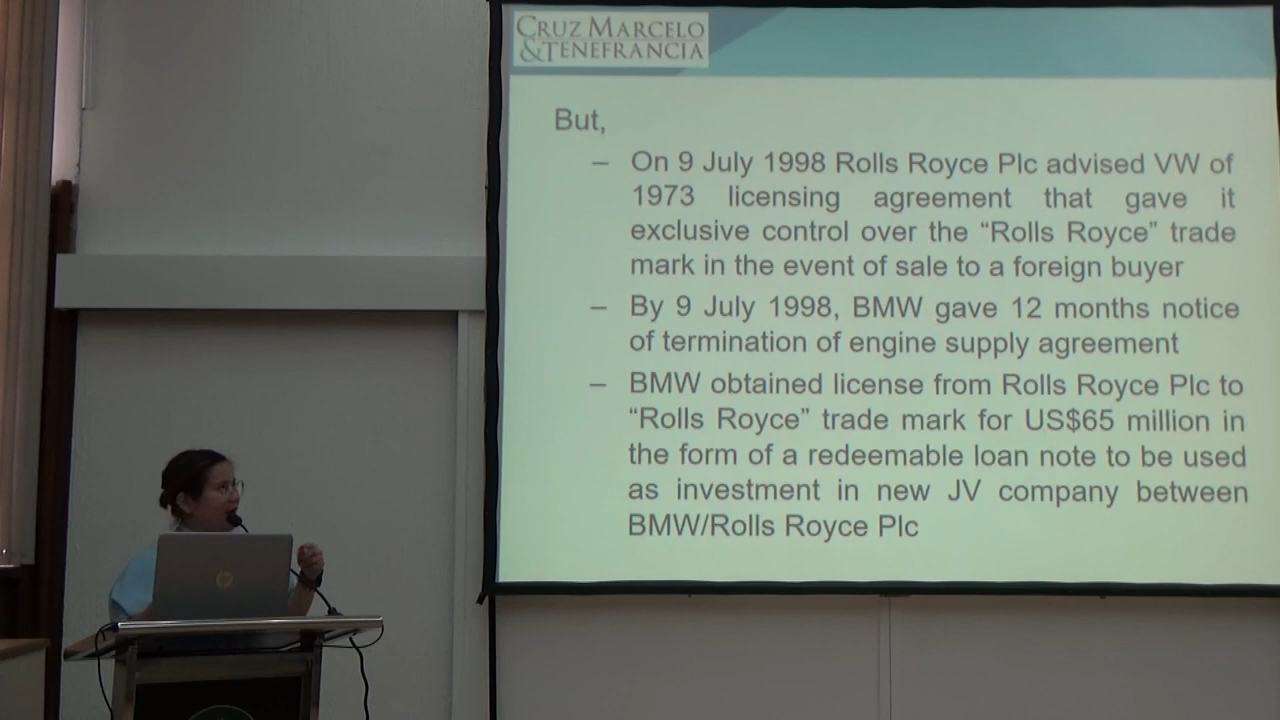 CRUZ MARCELO
& TENEFRANCIA
But,
– On 9 July 1998 Rolls Royce Plc advised VW of
1973 licensing agreement that gave it
exclusive control over the “Rolls Royce” trade
mark in the event of sale to a foreign buyer
– By 9 July 1998, BMW gave 12 months notice
of termination of engine supply agreement
– BMW obtained license from Rolls Royce Plc to
“Rolls Royce” trade mark for US$65 million in
the form of a redeemable loan note to be used
as investment in new JV company between
BMW/Rolls Royce Plc
hp